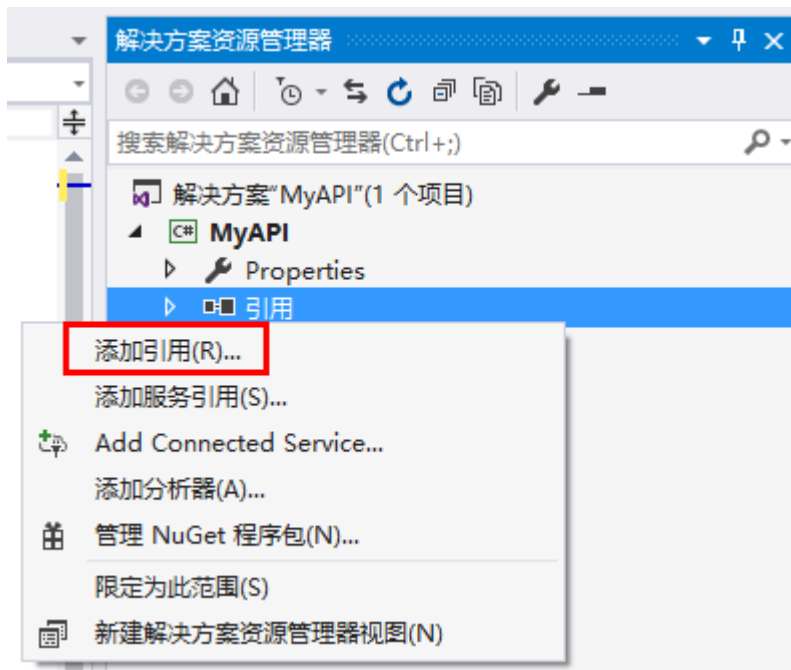 解决方案资源管理器
搜索解决方案资源管理器(Ctrl+;)
解决方案“MyAPI”(1 个项目)
C# MyAPI
Properties
引用
添加引用(R)...
添加服务引用(S)...
Add Connected Service...
添加分析器(A)...
管理 NuGet 程序包(N)...
限定为此范围(S)
新建解决方案资源管理器视图(N)